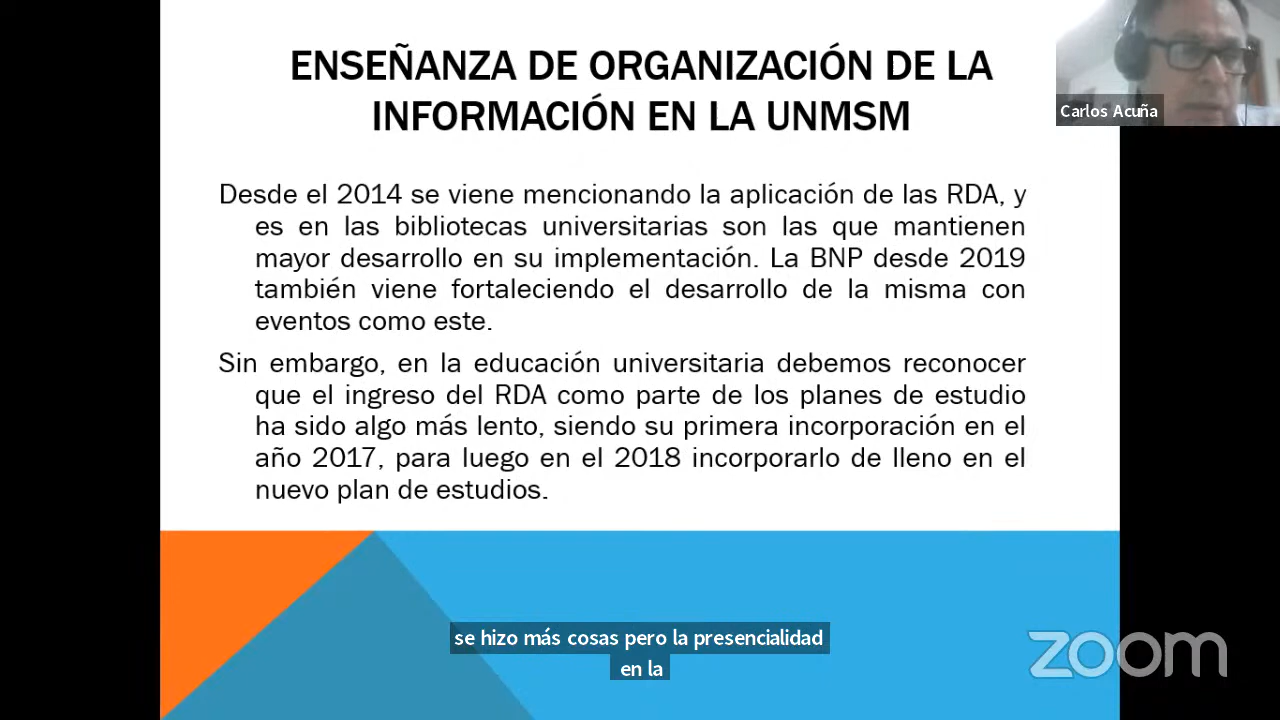 ENSEÑANZA DE ORGANIZACIÓN DE LA
INFORMACIÓN EN LA UNMSM
Carlos Acuña
Desde el 2014 se viene mencionando la aplicación de las RDA, y
es en las bibliotecas universitarias son las que mantienen
mayor desarrollo en su implementación. La BNP desde 2019
también viene fortaleciendo el desarrollo de la misma con
eventos como este.
Sin embargo, en la educación universitaria debemos reconocer
que el ingreso del RDA como parte de los planes de estudio
ha sido algo más lento, siendo su primera incorporación en el
año 2017, para luego en el 2018 incorporarlo de lleno en el
nuevo plan de estudios.
se hizo más cosas pero la presencialidad
en la
zoom